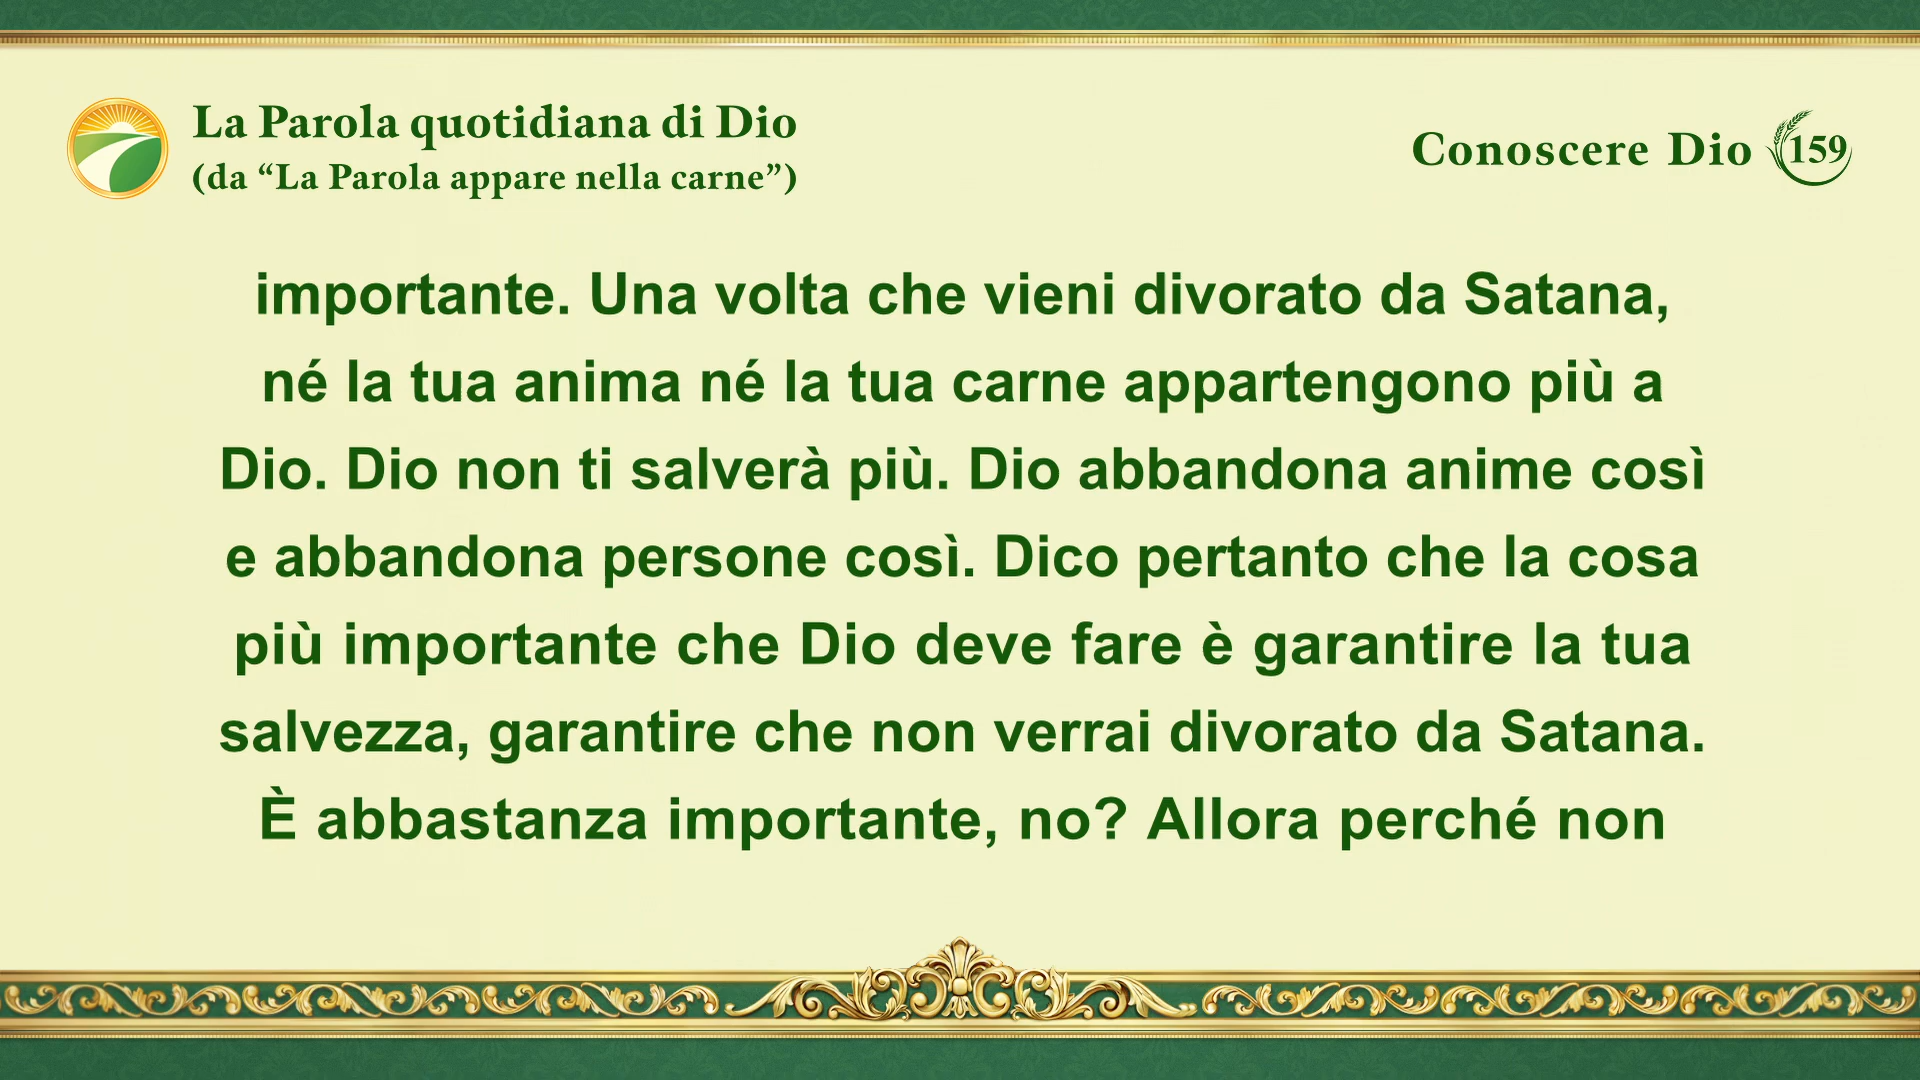 La Parola quotidiana di Dio
(da “La Parola appare nella carne”)
Conoscere Dio 159
importante. Una volta che vieni divorato da Satana,
né la tua anima né la tua carne appartengono più a
Dio. Dio non ti salverà più. Dio abbandona anime così
e abbandona persone così. Dico pertanto che la cosa
più importante che Dio deve fare è garantire la tua
salvezza, garantire che non verrai divorato da Satana.
È abbastanza importante, no? Allora perché non